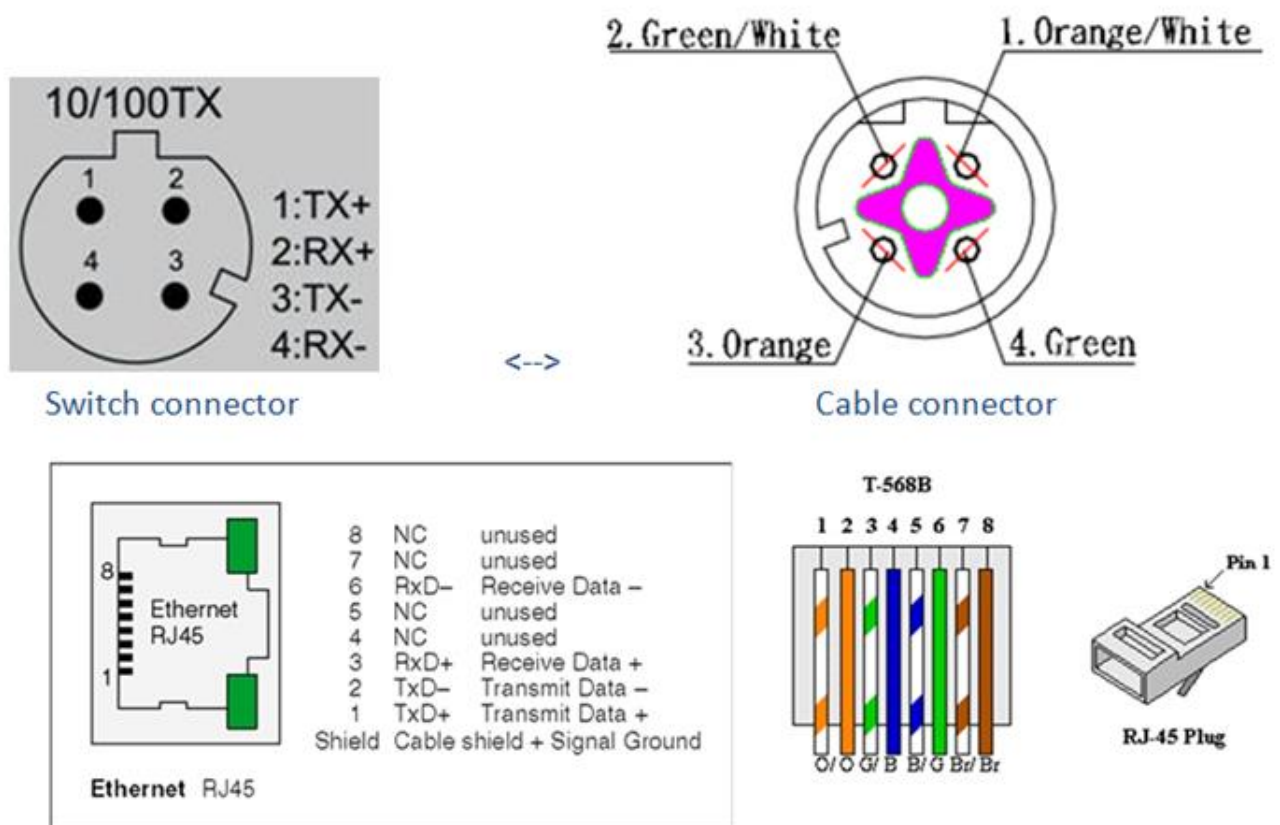 10/100TX
1 2
4 3
1:TX+
2:RX+
3:TX-
4:RX-
Switch connector
<-->
2.Green/White 1.Orange/White
3.Orange 4.Green
Cable connector
8
Ethernet
RJ45
1
8 NC unused
7 NC unused
6 RxD– Receive Data –
5 NC unused
4 NC unused
3 RxD+ Receive Data +
2 TxD– Transmit Data –
1 TxD+ Transmit Data +
Shield Cable shield + Signal Ground
Ethernet RJ45
T-568B
1 2 3 4 5 6 7 8
O/ O G/ B B/ G Br/ Br
Pin 1
RJ-45 Plug